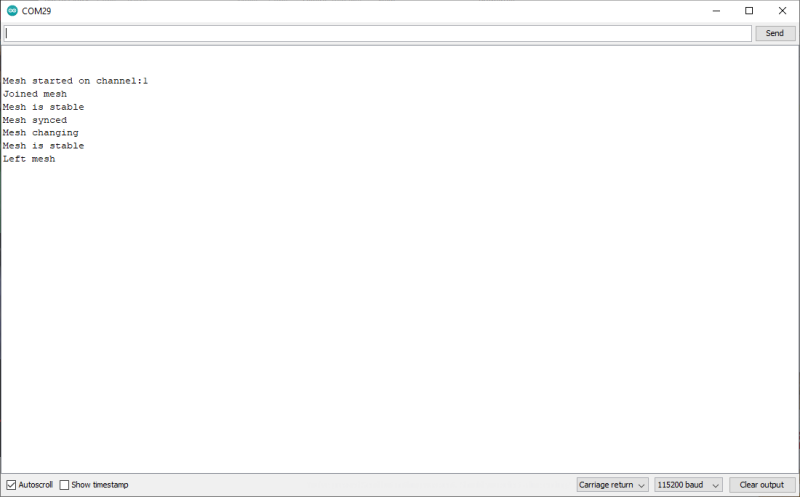 COM29
Send
Mesh started on channel:1
Joined mesh
Mesh is stable
Mesh synced
Mesh changing
Mesh is stable
Left mesh
Autoscroll Show timestamp Carriage return 115200 baud Clear output